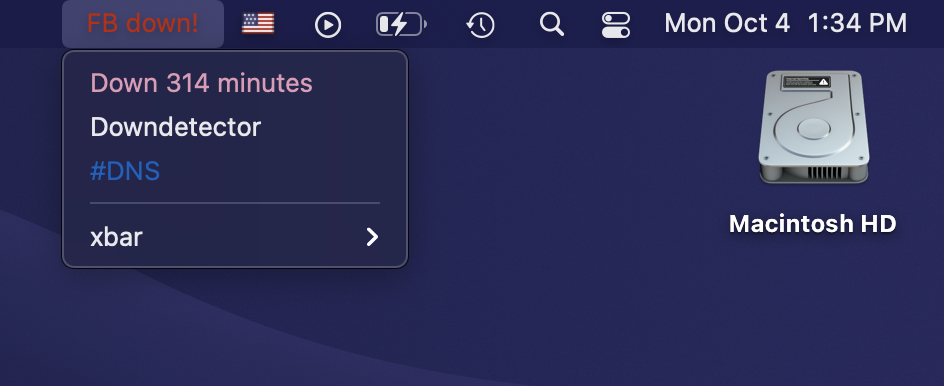 FB down!
Mon Oct 4 1:34 PM
Down 314 minutes
Downdetector
#DNS
xbar
Macintosh HD